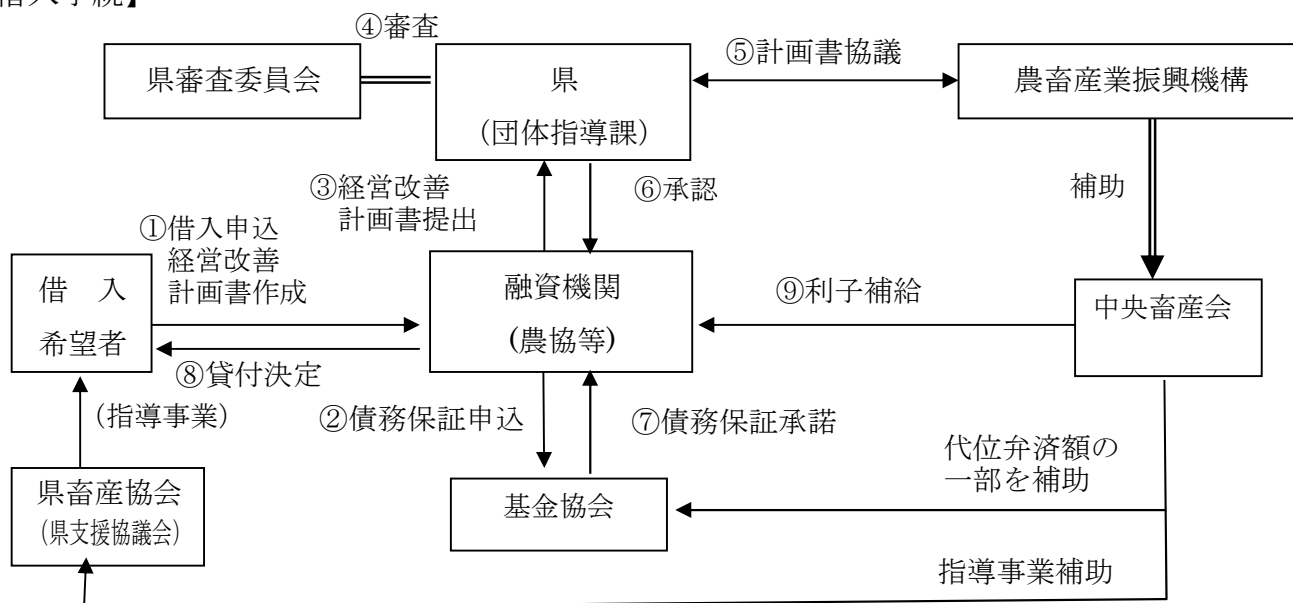 借入手続】
④審査
県審査委員会
県
(団体指導課)
⑤計画書協議
農畜産業振興機構
③経営改善
計画書提出
⑥承認
補助
①借入申込
経営改善
計画書作成
借　入
希望者
融資機関
(農協等)
⑨利子補給
中央畜産会
⑧貸付決定
(指導事業)
②債務保証申込
⑦債務保証承諾
代位弁済額の
一部を補助
県畜産協会
(県支援協議会)
基金協会
指導事業補助